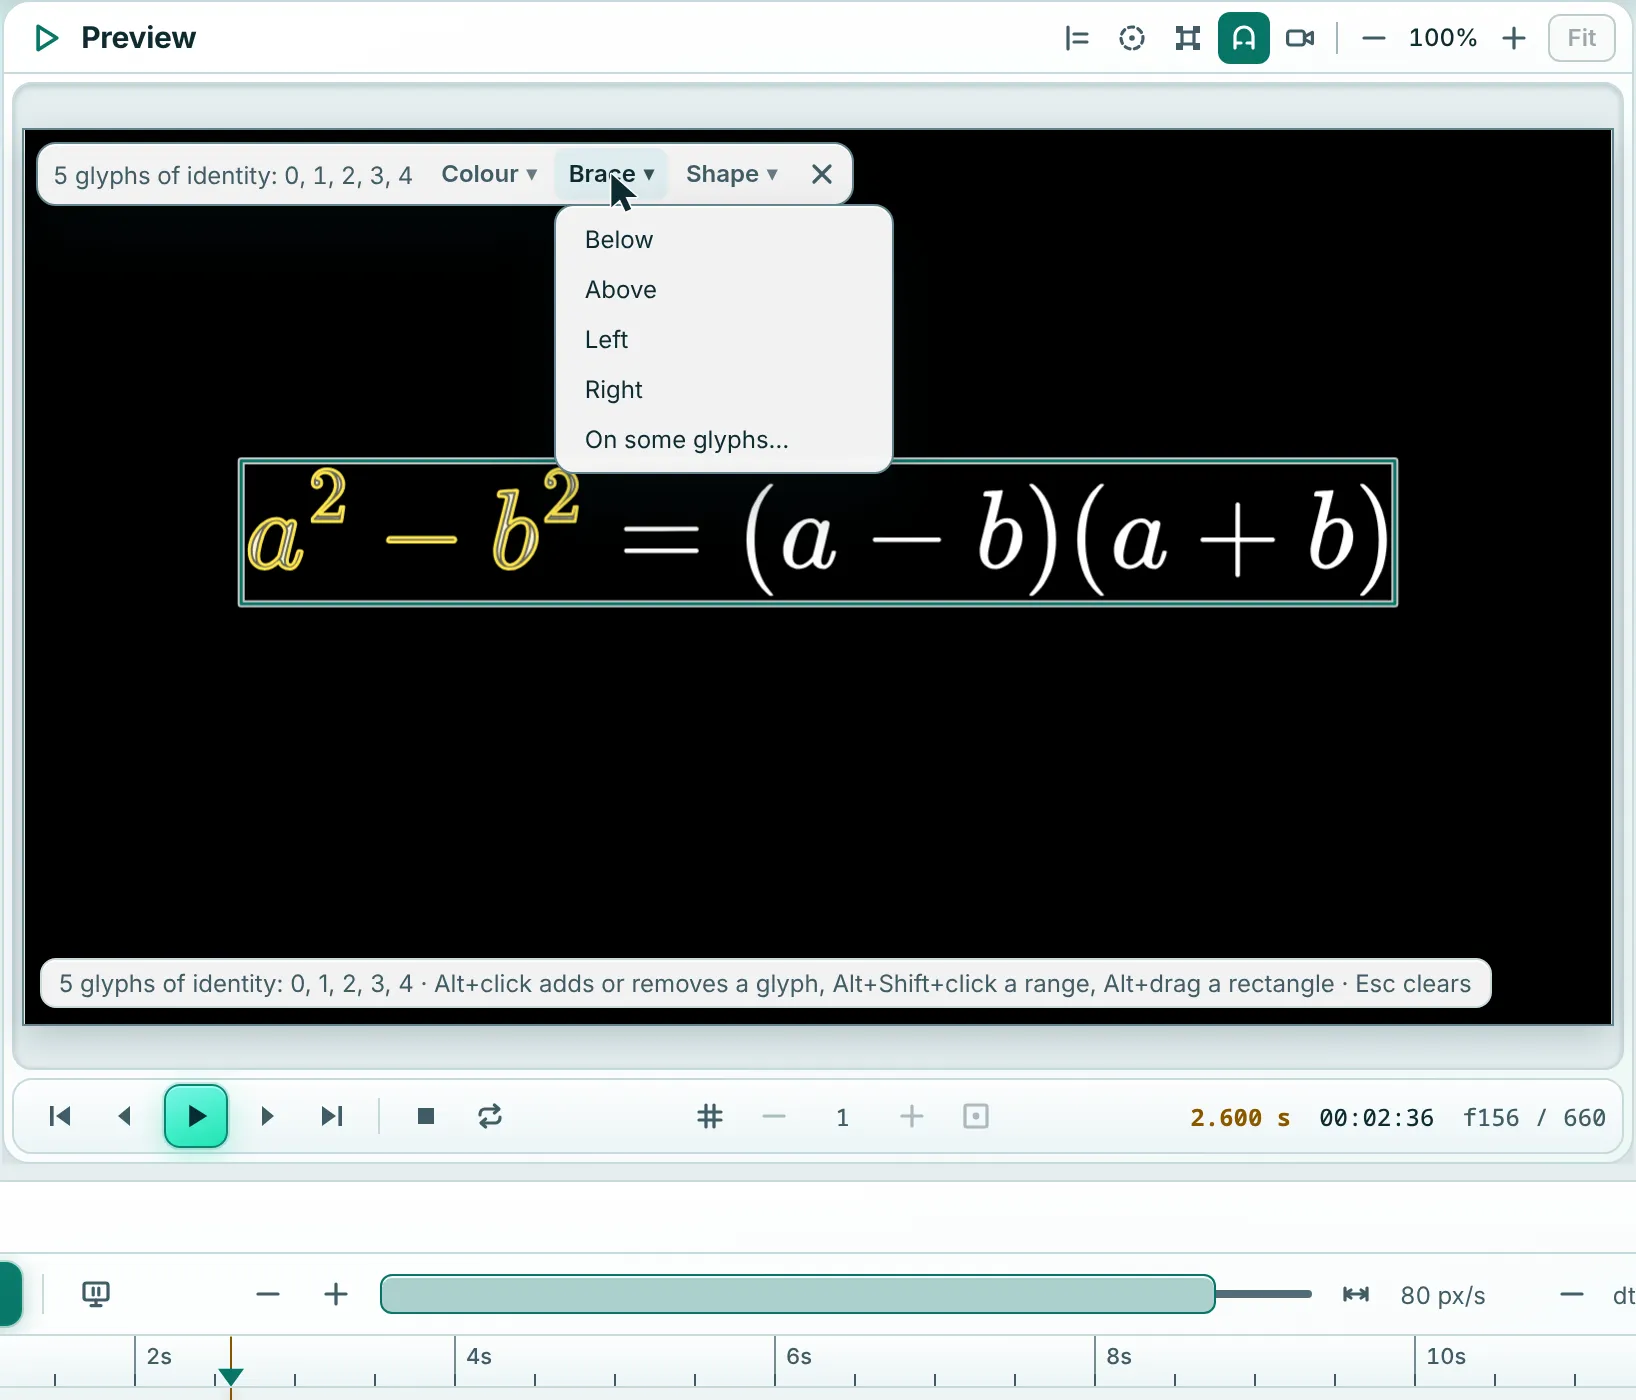 Preview
100%
Fit
5 glyphs of identity: 0, 1, 2, 3, 4 Colour ▾ Brace ▾ Shape ▾ ✕
Below
Above
Left
Right
On some glyphs...
a² − b² = (a − b)(a + b)
5 glyphs of identity: 0, 1, 2, 3, 4 · Alt+click adds or removes a glyph, Alt+Shift+click a range, Alt+drag a rectangle · Esc clears
1
2.600 s 00:02:36 f156 / 660
80 px/s
dt
2s 4s 6s 8s 10s